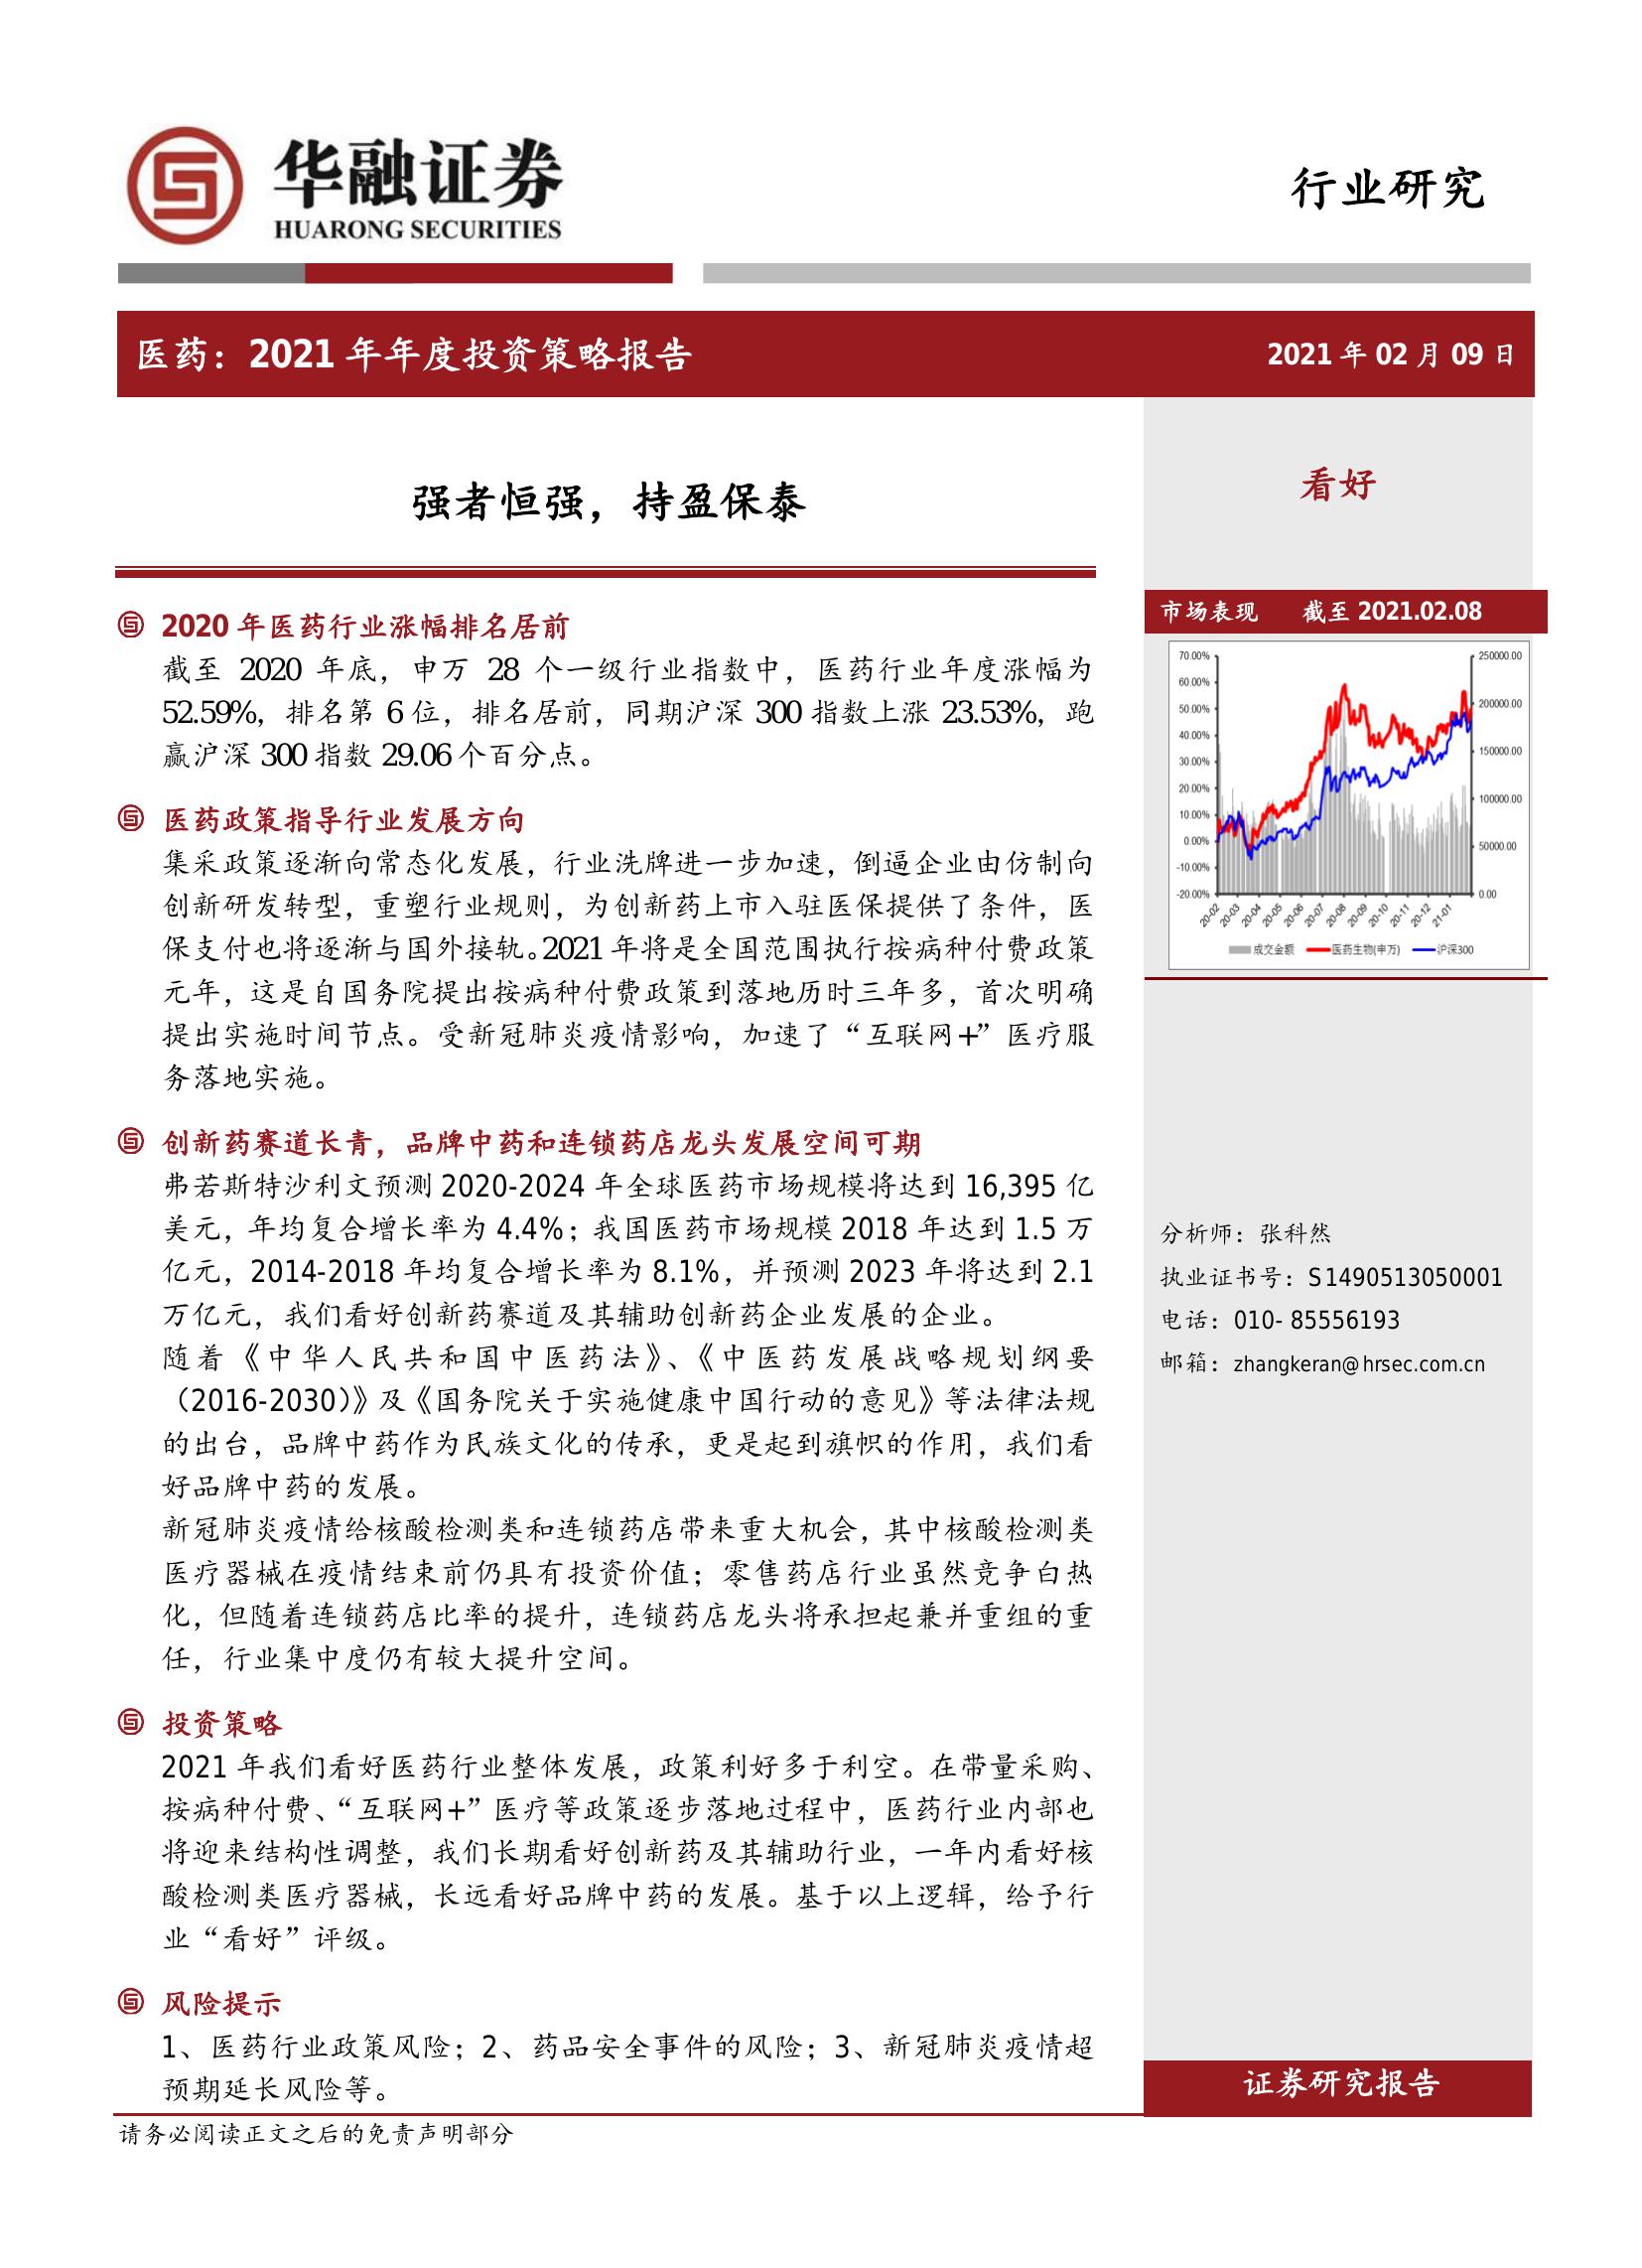 华融证券
HUARONG SECURITIES
行业研究
医药：2021 年年度投资策略报告
2021 年 02 月 09 日
强者恒强，持盈保泰
2020 年医药行业涨幅排名居前
截至 2020 年底，申万 28 个一级行业指数中，医药行业年度涨幅为
52.59%，排名第 6 位，排名居前，同期沪深 300 指数上涨 23.53%，跑
赢沪深 300 指数 29.06 个百分点。
医药政策指导行业发展方向
集采政策逐渐向常态化发展，行业洗牌进一步加速，倒逼企业由仿制向
创新研发转型，重塑行业规则，为创新药上市入驻医保提供了条件，医
保支付也将逐渐与国外接轨。2021 年将是全国范围执行按病种付费政策
元年，这是自国务院提出按病种付费政策到落地历时三年多，首次明确
提出实施时间节点。受新冠肺炎疫情影响，加速了“互联网+”医疗服
务落地实施。
创新药赛道长青，品牌中药和连锁药店龙头发展空间可期
弗若斯特沙利文预测 2020-2024 年全球医药市场规模将达到 16,395 亿
美元，年均复合增长率为 4.4%；我国医药市场规模 2018 年达到 1.5 万
亿元，2014-2018 年均复合增长率为 8.1%，并预测 2023 年将达到 2.1
万亿元，我们看好创新药赛道及其辅助创新药企业发展的企业。
随着《中华人民共和国中医药法》、《中医药发展战略规划纲要
（2016-2030）》及《国务院关于实施健康中国行动的意见》等法律法规
的出台，品牌中药作为民族文化的传承，更是起到旗帜的作用，我们看
好品牌中药的发展。
新冠肺炎疫情给核酸检测类和连锁药店带来重大机会，其中核酸检测类
医疗器械在疫情结束前仍具有投资价值；零售药店行业虽然竞争白热
化，但随着连锁药店比率的提升，连锁药店龙头将承担起兼并重组的重
任，行业集中度仍有较大提升空间。
投资策略
2021 年我们看好医药行业整体发展，政策利好多于利空。在带量采购、
按病种付费、“互联网+”医疗等政策逐步落地过程中，医药行业内部也
将迎来结构性调整，我们长期看好创新药及其辅助行业，一年内看好核
酸检测类医疗器械，长远看好品牌中药的发展。基于以上逻辑，给予行
业“看好”评级。
风险提示
1、医药行业政策风险；2、药品安全事件的风险；3、新冠肺炎疫情超
预期延长风险等。
看好
市场表现 截至 2021.02.08
70.00%
60.00%
50.00%
40.00%
30.00%
20.00%
10.00%
0.00%
-10.00%
-20.00%
250000.00
200000.00
150000.00
100000.00
50000.00
0.00
20-02
20-03
20-04
20-05
20-06
20-07
20-08
20-09
20-10
20-11
20-12
21-01
成交金额 医药生物(申万) 沪深300
分析师：张科然
执业证书号：S1490513050001
电话：010- 85556193
邮箱：zhangkeran@hrsec.com.cn
证券研究报告
请务必阅读正文之后的免责声明部分